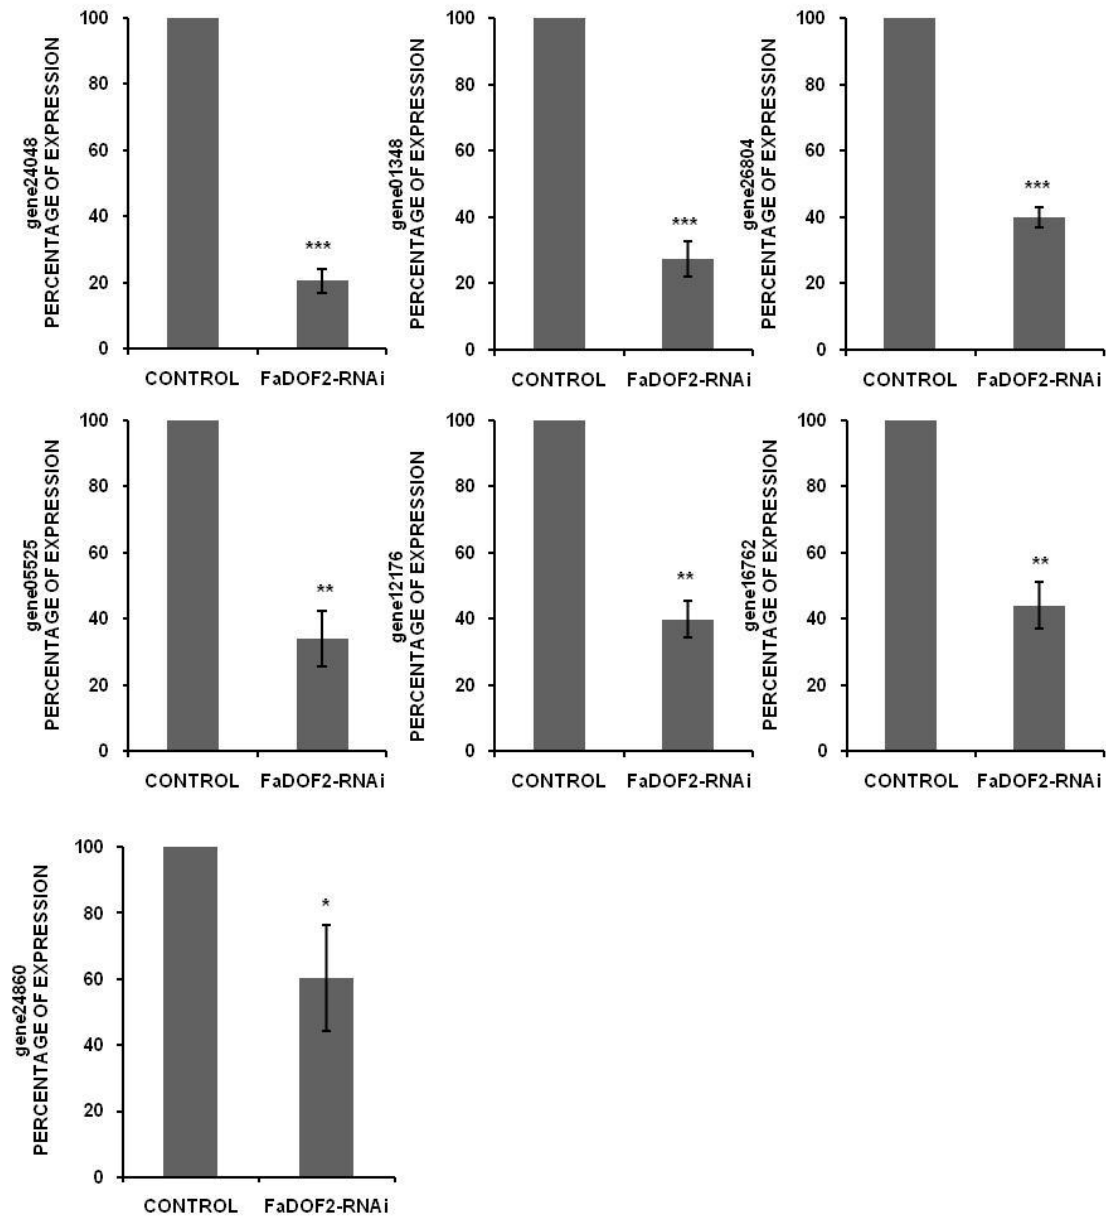 gene24048
PERCENTAGE OF EXPRESSION
100
80
60
40
20
0
***
CONTROL FaDOF2-RNAi
gene01348
PERCENTAGE OF EXPRESSION
100
80
60
40
20
0
***
CONTROL FaDOF2-RNAi
gene26804
PERCENTAGE OF EXPRESSION
100
80
60
40
20
0
***
CONTROL FaDOF2-RNAi
gene05525
PERCENTAGE OF EXPRESSION
100
80
60
40
20
0
**
CONTROL FaDOF2-RNAi
gene12176
PERCENTAGE OF EXPRESSION
100
80
60
40
20
0
**
CONTROL FaDOF2-RNAi
gene16762
PERCENTAGE OF EXPRESSION
100
80
60
40
20
0
**
CONTROL FaDOF2-RNAi
gene24860
PERCENTAGE OF EXPRESSION
100
80
60
40
20
0
*
CONTROL FaDOF2-RNAi